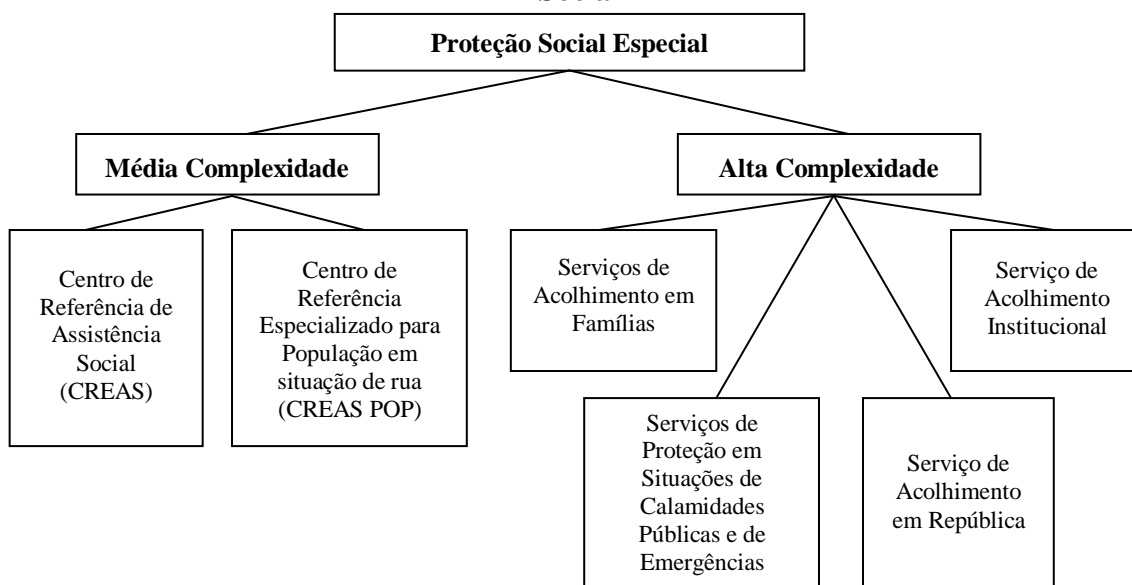 Proteção Social Especial
Média Complexidade
Alta Complexidade
Centro de
Referência de
Assistência
Social
(CREAS)
Centro de
Referência
Especializado para
População em
situação de rua
(CREAS POP)
Serviços de
Acolhimento em
Famílias
Serviço de
Acolhimento
Institucional
Serviços de
Proteção em
Situações de
Calamidades
Públicas e de
Emergências
Serviço de
Acolhimento
em República